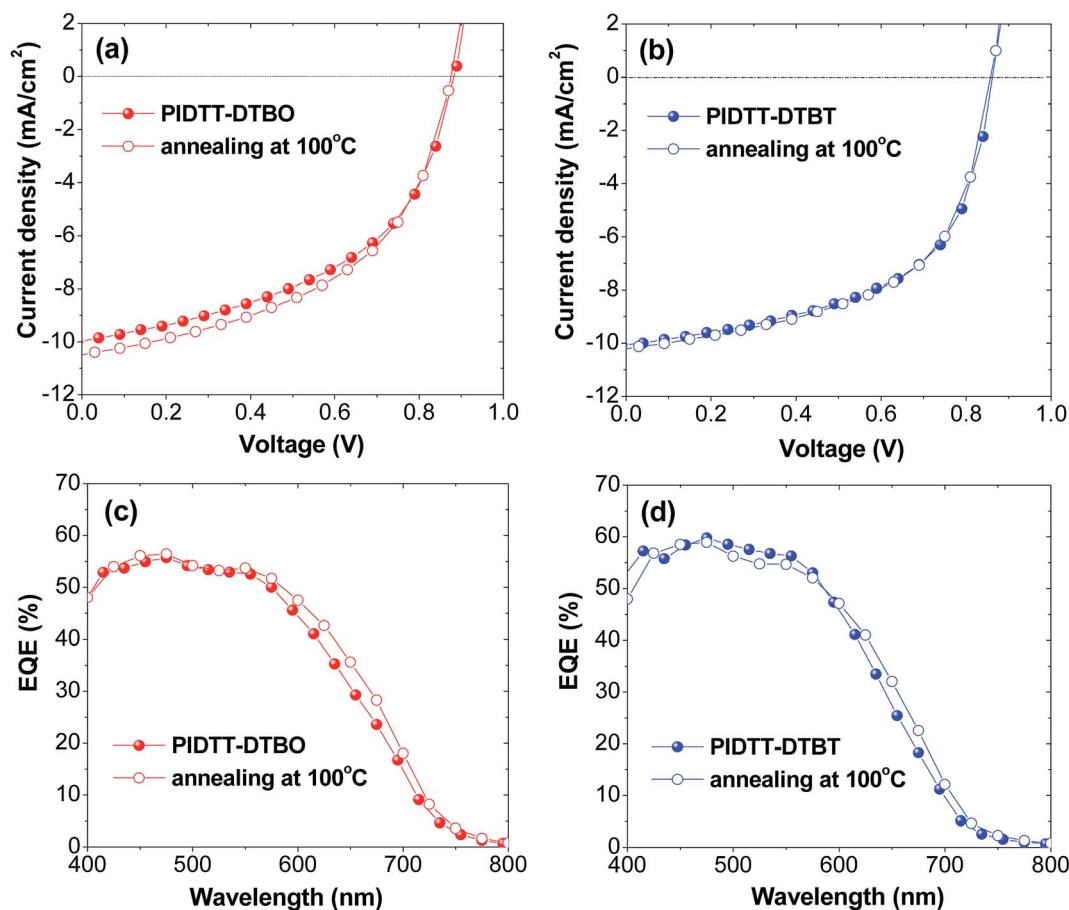 (a)
Current density (mA/cm²)
2
0
-2
-4
-6
-8
-10
-12
PIDTT-DTBO
annealing at 100°C
0.0 0.2 0.4 0.6 0.8 1.0
Voltage (V)
(b)
Current density (mA/cm²)
2
0
-2
-4
-6
-8
-10
-12
PIDTT-DTBT
annealing at 100°C
0.0 0.2 0.4 0.6 0.8 1.0
Voltage (V)
(c)
EQE (%)
70
60
50
40
30
20
10
0
PIDTT-DTBO
annealing at 100°C
400 500 600 700 800
Wavelength (nm)
(d)
EQE (%)
70
60
50
40
30
20
10
0
PIDTT-DTBT
annealing at 100°C
400 500 600 700 800
Wavelength (nm)